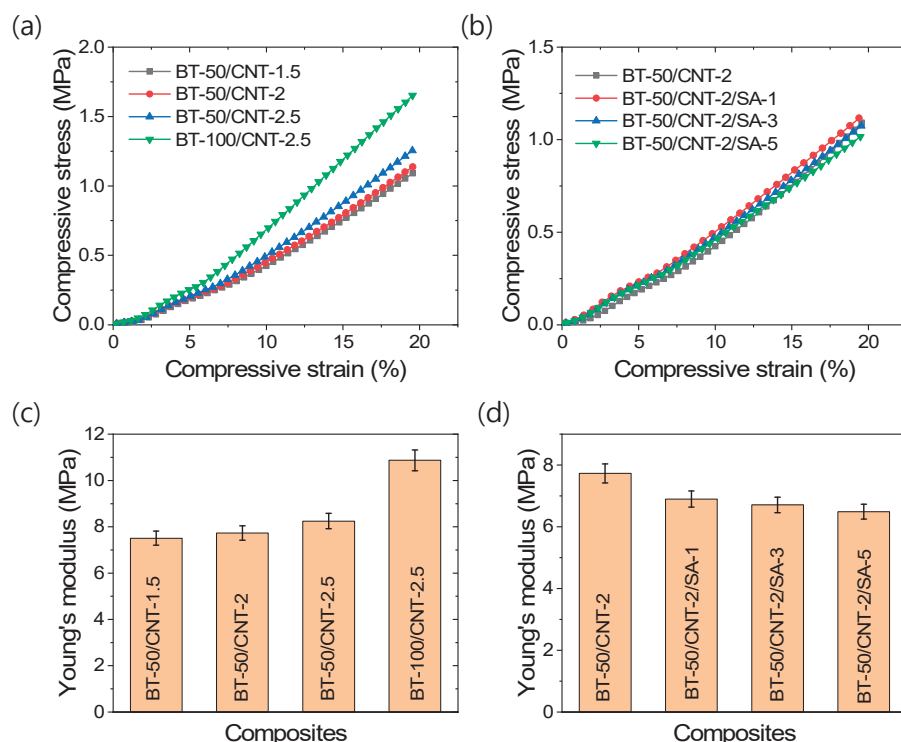 (a)
Compressive stress (MPa)
2.0
1.5
1.0
0.5
0.0
BT-50/CNT-1.5
BT-50/CNT-2
BT-50/CNT-2.5
BT-100/CNT-2.5
0 5 10 15 20
Compressive strain (%)
(b)
Compressive stress (MPa)
1.5
1.0
0.5
0.0
BT-50/CNT-2
BT-50/CNT-2/SA-1
BT-50/CNT-2/SA-3
BT-50/CNT-2/SA-5
0 5 10 15 20
Compressive strain (%)
(c)
Young's modulus (MPa)
12
10
8
6
4
2
0
BT-50/CNT-1.5
BT-50/CNT-2
BT-50/CNT-2.5
BT-100/CNT-2.5
Composites
(d)
Young's modulus (MPa)
8
6
4
2
0
BT-50/CNT-2
BT-50/CNT-2/SA-1
BT-50/CNT-2/SA-3
BT-50/CNT-2/SA-5
Composites